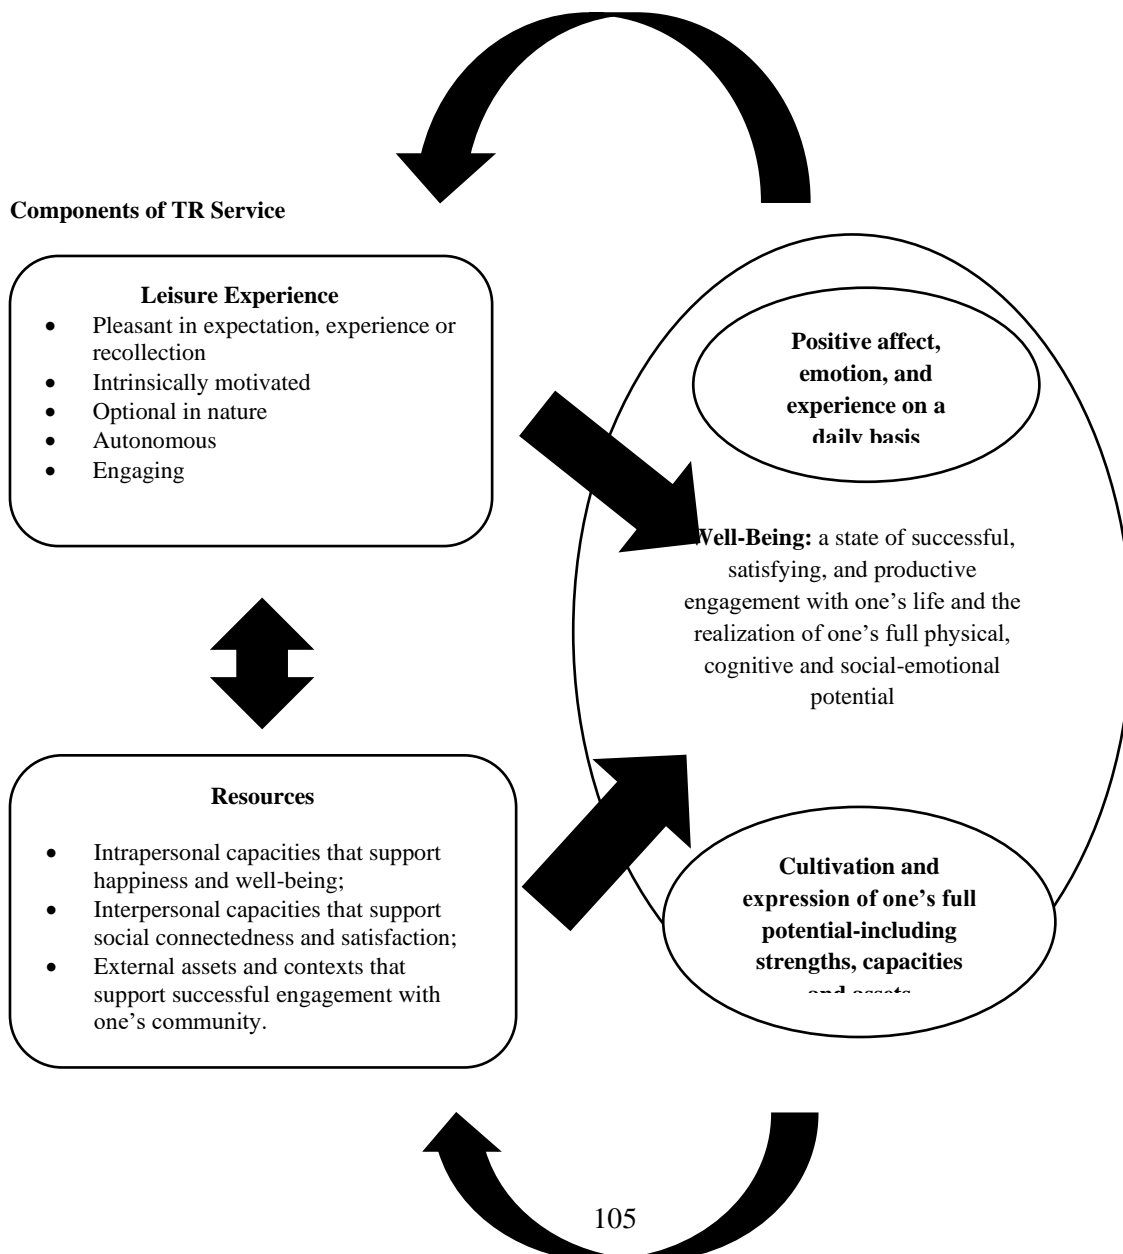 Components of TR Service
Leisure Experience
• Pleasant in expectation, experience or
recollection
• Intrinsically motivated
• Optional in nature
• Autonomous
• Engaging
Resources
• Intrapersonal capacities that support
happiness and well-being;
• Interpersonal capacities that support
social connectedness and satisfaction;
• External assets and contexts that
support successful engagement with
one’s community.
Positive affect,
emotion, and
experience on a
daily basis
Well-Being: a state of successful,
satisfying, and productive
engagement with one’s life and the
realization of one’s full physical,
cognitive and social-emotional
potential
Cultivation and
expression of one’s full
potential-including
strengths, capacities
and assets
105